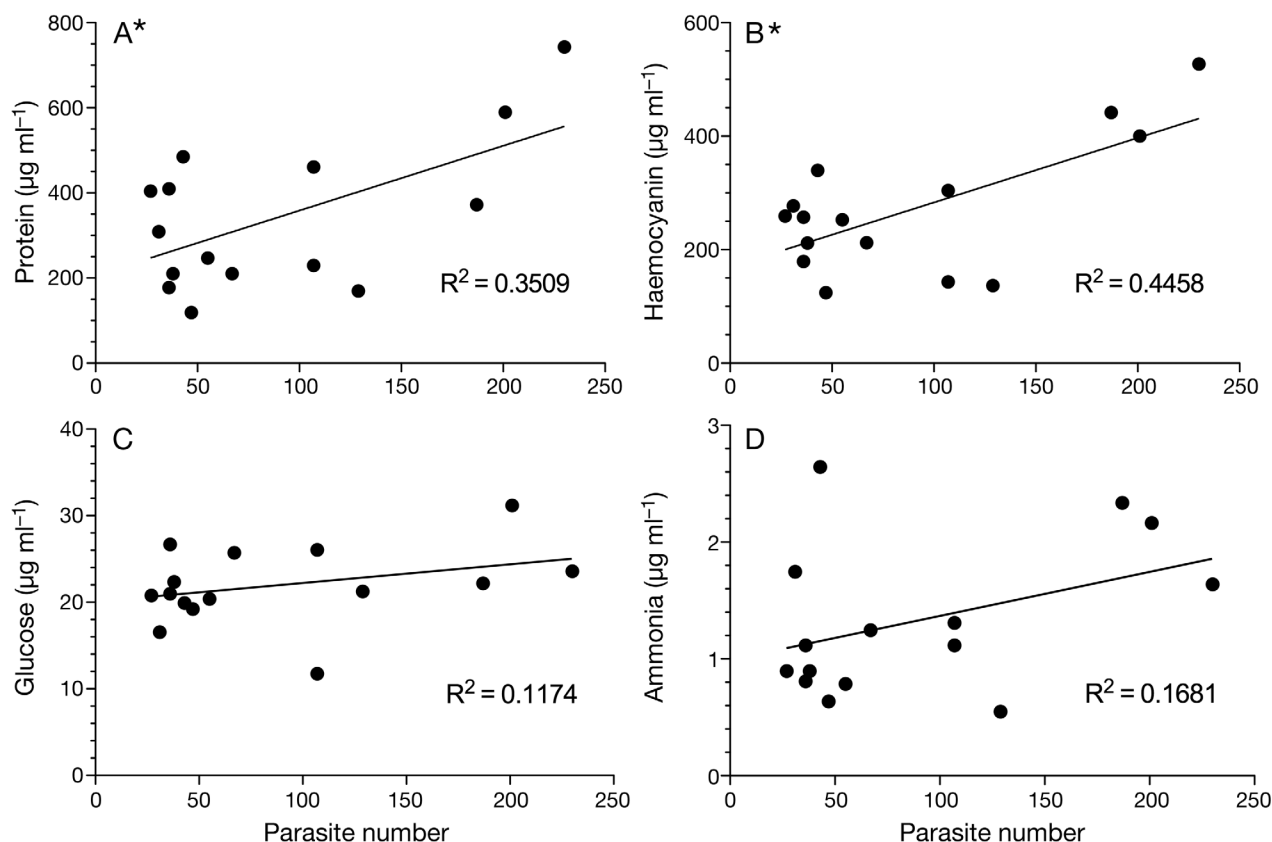 A*
Protein (µg ml⁻¹)
800
600
400
200
0
0 50 100 150 200 250
R² = 0.3509
B*
Haemocyanin (µg ml⁻¹)
600
400
200
0
0 50 100 150 200 250
R² = 0.4458
C
Glucose (µg ml⁻¹)
40
30
20
10
0
0 50 100 150 200 250
Parasite number
R² = 0.1174
D
Ammonia (µg ml⁻¹)
3
2
1
0
0 50 100 150 200 250
Parasite number
R² = 0.1681